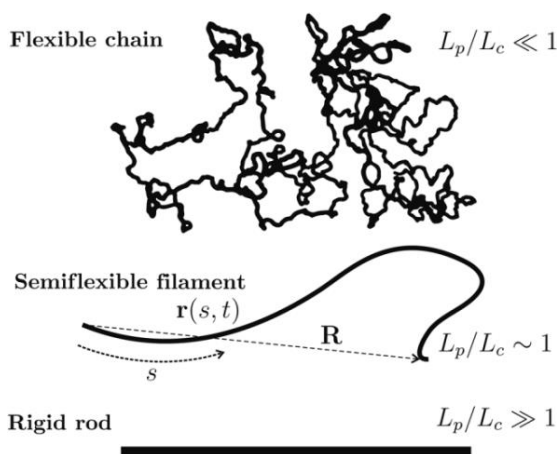 Flexible chain
L_p/L_c ≪ 1
Semiflexible filament
r(s, t)
R
s
L_p/L_c ∼ 1
L_p/L_c ≫ 1
Rigid rod